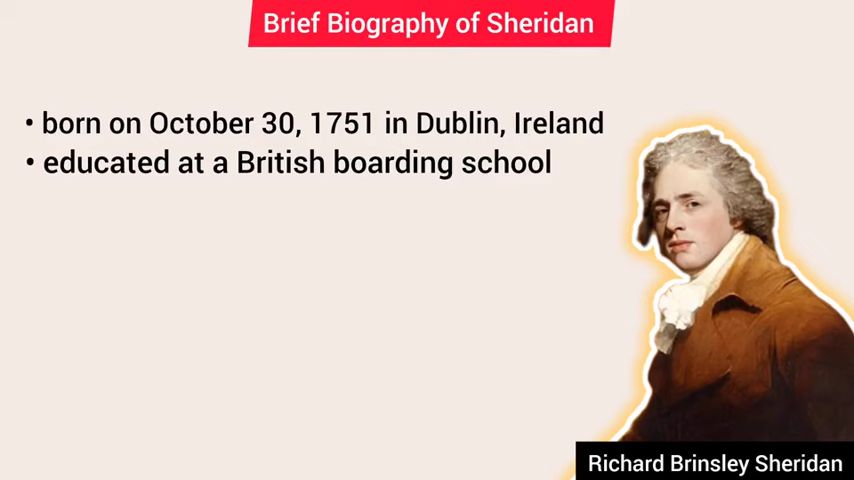 Brief Biography of Sheridan
• born on October 30, 1751 in Dublin, Ireland
• educated at a British boarding school
Richard Brinsley Sheridan